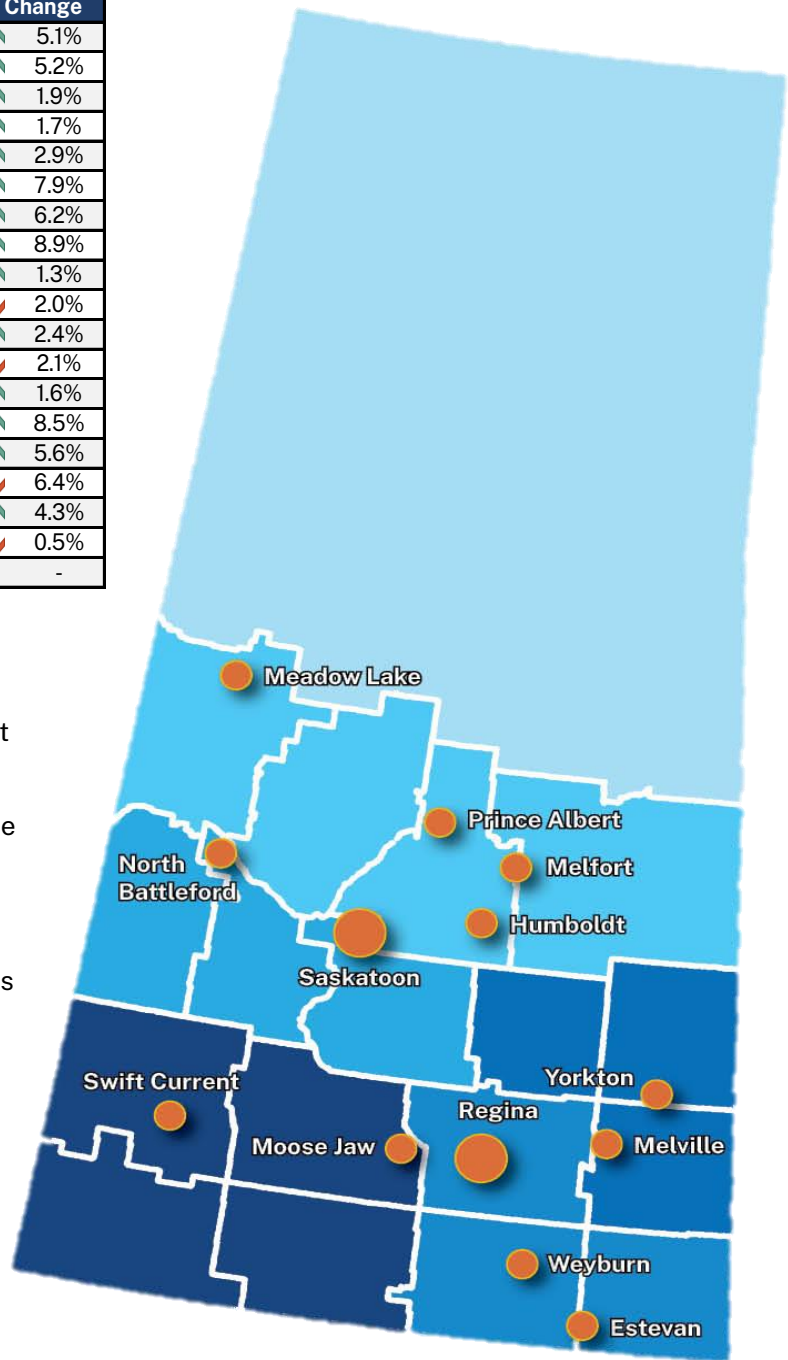 Change
5.1%
5.2%
1.9%
1.7%
2.9%
7.9%
6.2%
8.9%
1.3%
2.0%
2.4%
2.1%
1.6%
8.5%
5.6%
6.4%
4.3%
0.5%
-
t
e
s
Meadow Lake
Prince Albert
North
Battleford
Melfort
Humboldt
Saskatoon
Swift Current
Yorkton
Regina
Moose Jaw
Melville
Weyburn
Estevan